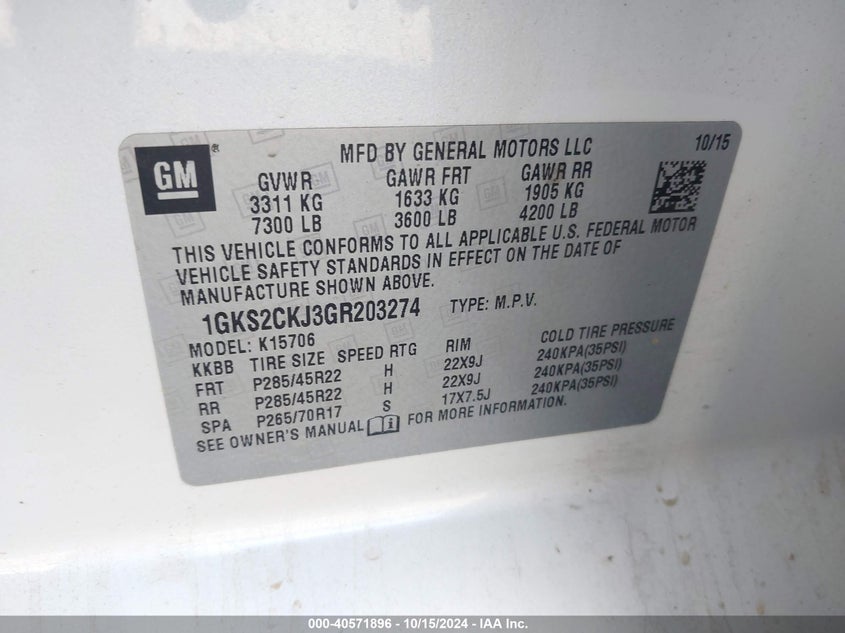 GM ®
MFD BY GENERAL MOTORS LLC 10/15
GVWR GAWR FRT GAWR RR
3311 KG 1633 KG 1905 KG
7300 LB 3600 LB 4200 LB
THIS VEHICLE CONFORMS TO ALL APPLICABLE U.S. FEDERAL MOTOR
VEHICLE SAFETY STANDARDS IN EFFECT ON THE DATE OF
MANUFACTURE SHOWN ABOVE.
1GKS2CKJ3GR203274 TYPE: M.P.V.
MODEL: K15706
KKBB TIRE SIZE SPEED RTG RIM COLD TIRE PRESSURE
FRT P285/45R22 H 22X9J 240KPA(35PSI)
RR P285/45R22 H 22X9J 240KPA(35PSI)
SPA P265/70R17 S 17X7.5J 240KPA(35PSI)
SEE OWNER'S MANUAL FOR MORE INFORMATION.
000-40571896 - 10/15/2024 - IAA Inc.